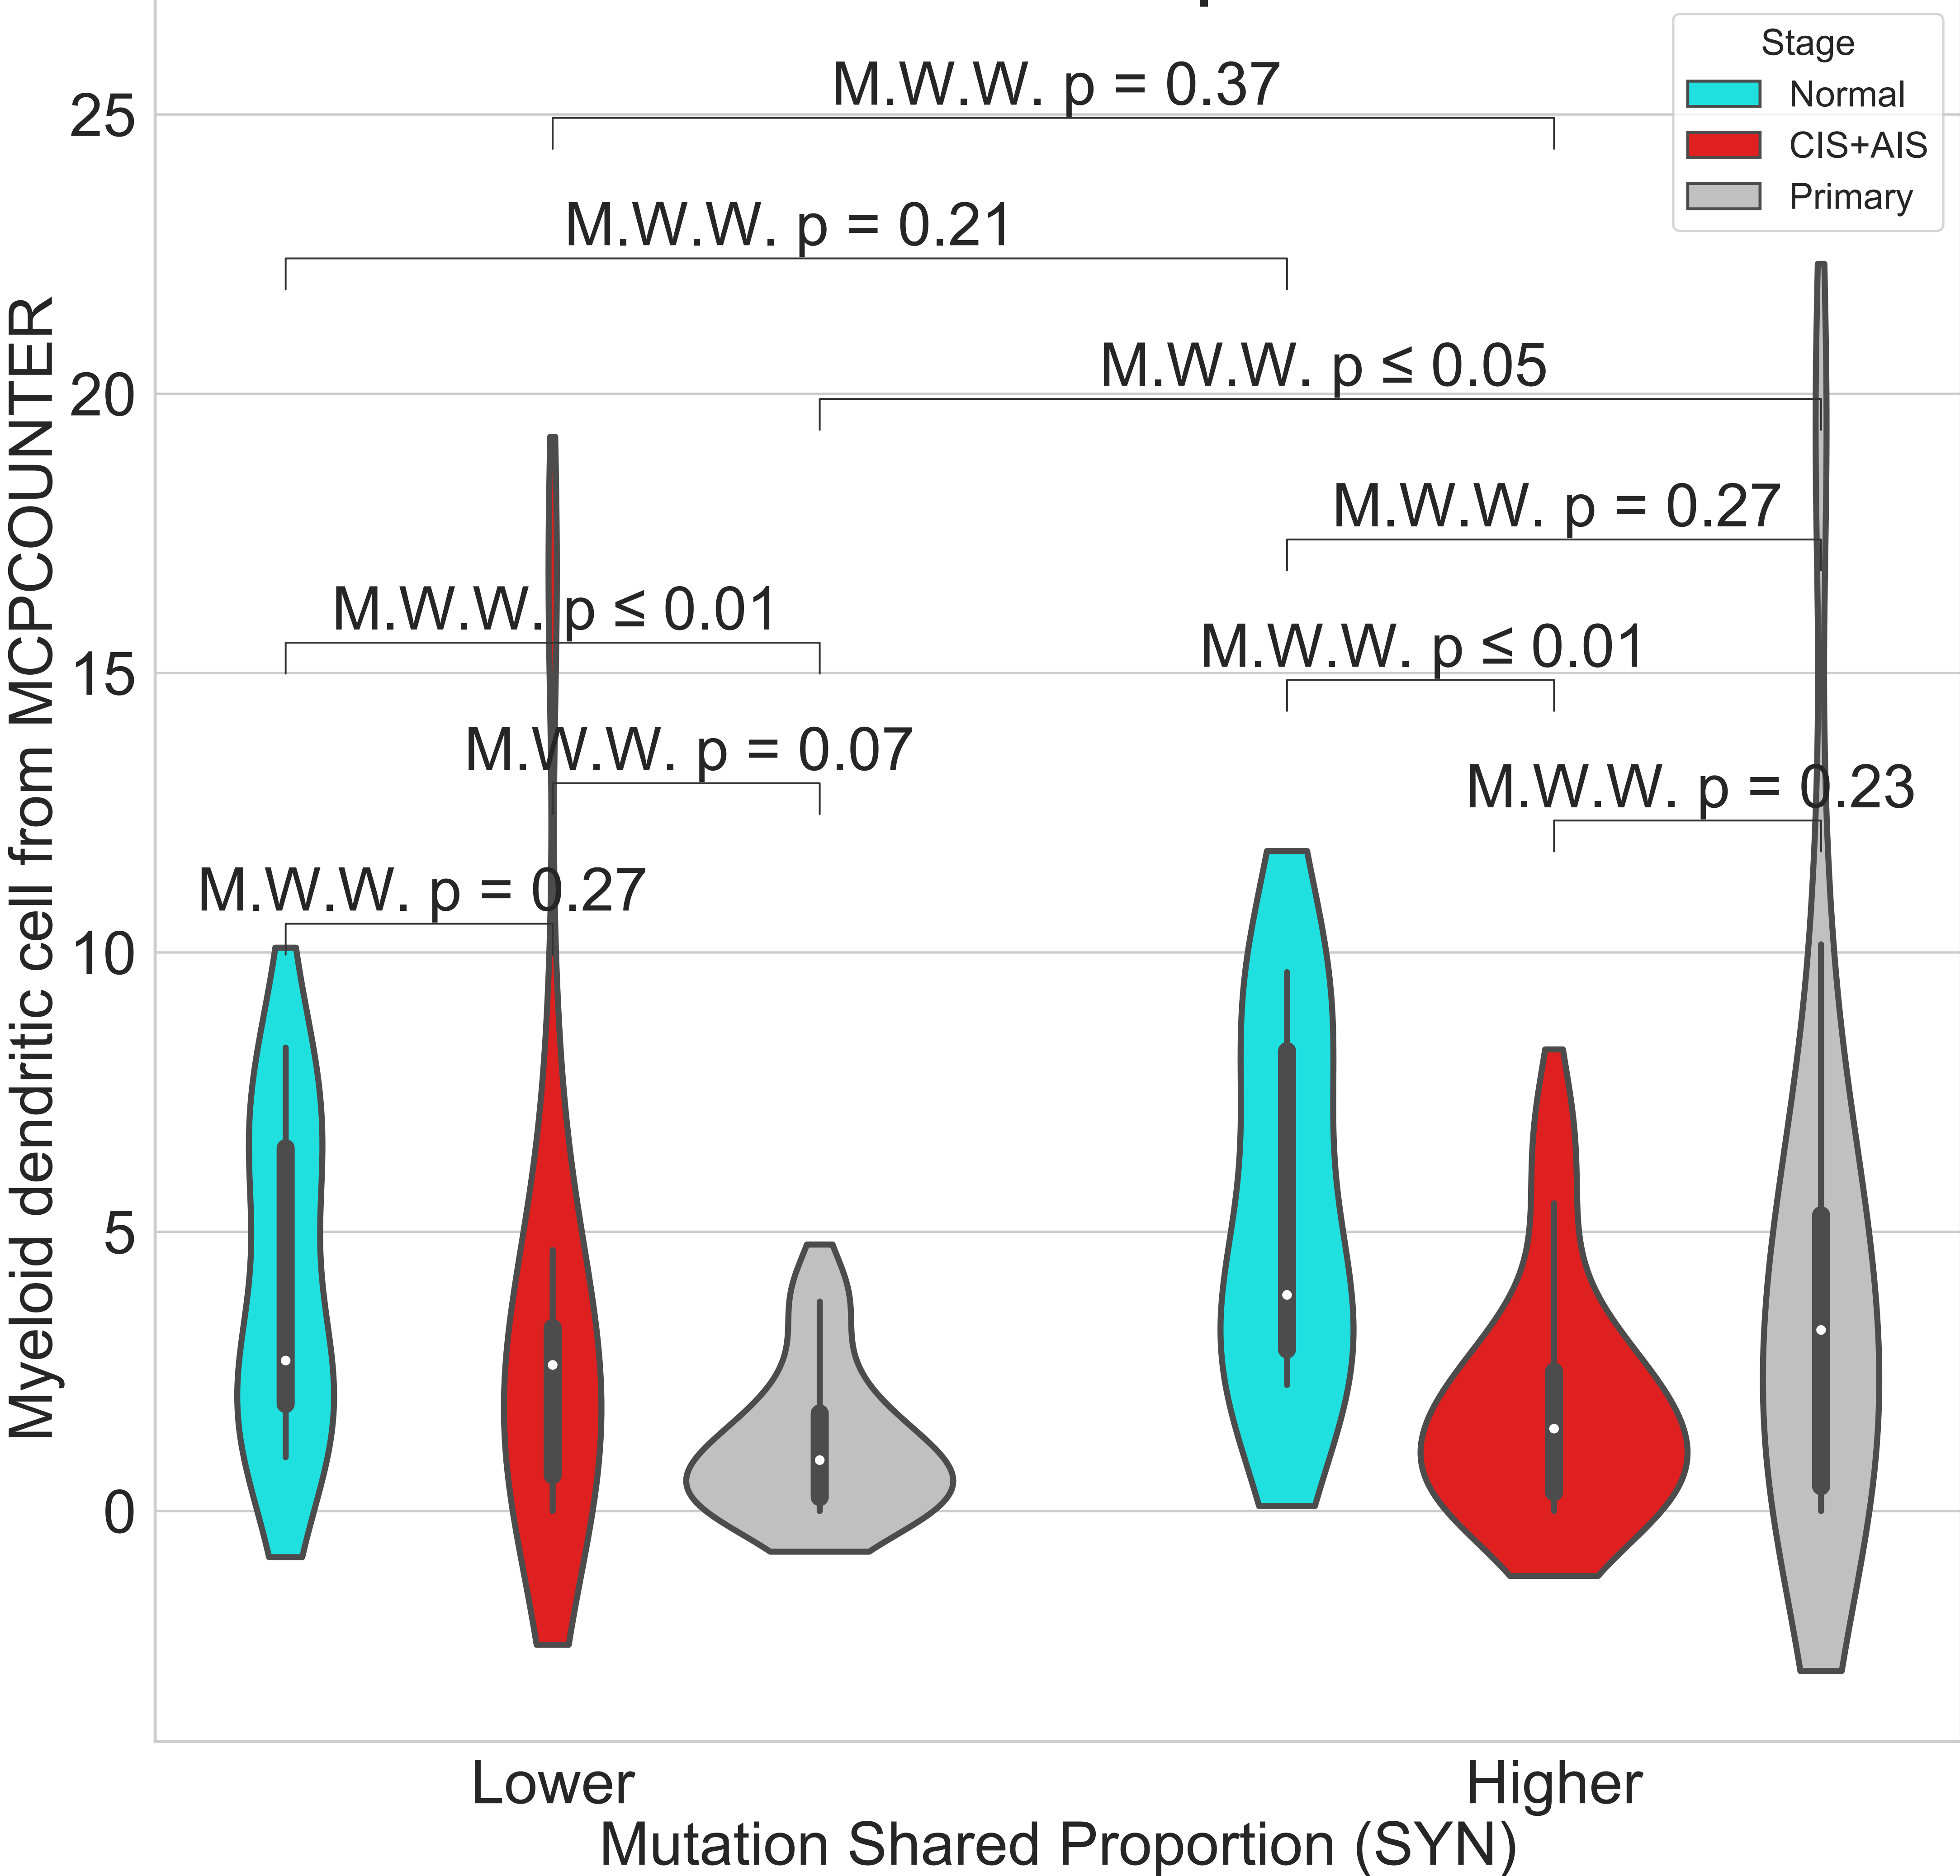 Stage
Normal
CIS+AIS
Primary
M.W.W. p = 0.37
M.W.W. p = 0.21
M.W.W. p ≤ 0.05
M.W.W. p = 0.27
M.W.W. p ≤ 0.01
M.W.W. p ≤ 0.01
M.W.W. p = 0.07
M.W.W. p = 0.23
M.W.W. p = 0.27
25
20
15
10
5
0
Myeloid dendritic cell from MCPCOUNTER
Lower
Higher
Mutation Shared Proportion (SYN)